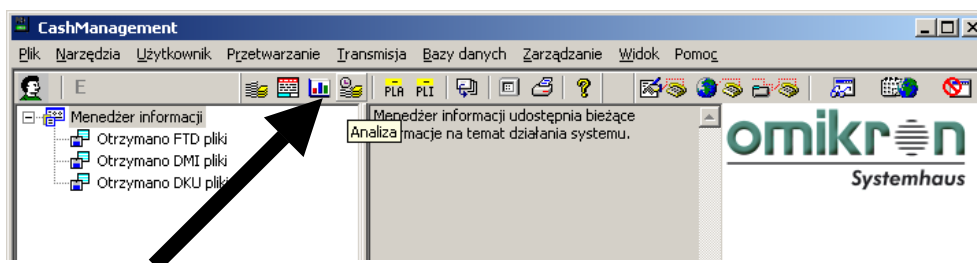 CashManagement
Plik Narzędzia Użytkownik Przetwarzanie Transmisja Bazy danych Zarządzanie Widok Pomoc
E PLA PLI ?
Menedżer informacji
Otrzymano FTD pliki
Otrzymano DMI pliki
Otrzymano DKU pliki
Menedżer informacji udostępnia bieżące
Analiza
ormacje na temat działania systemu.
omikron
Systemhaus